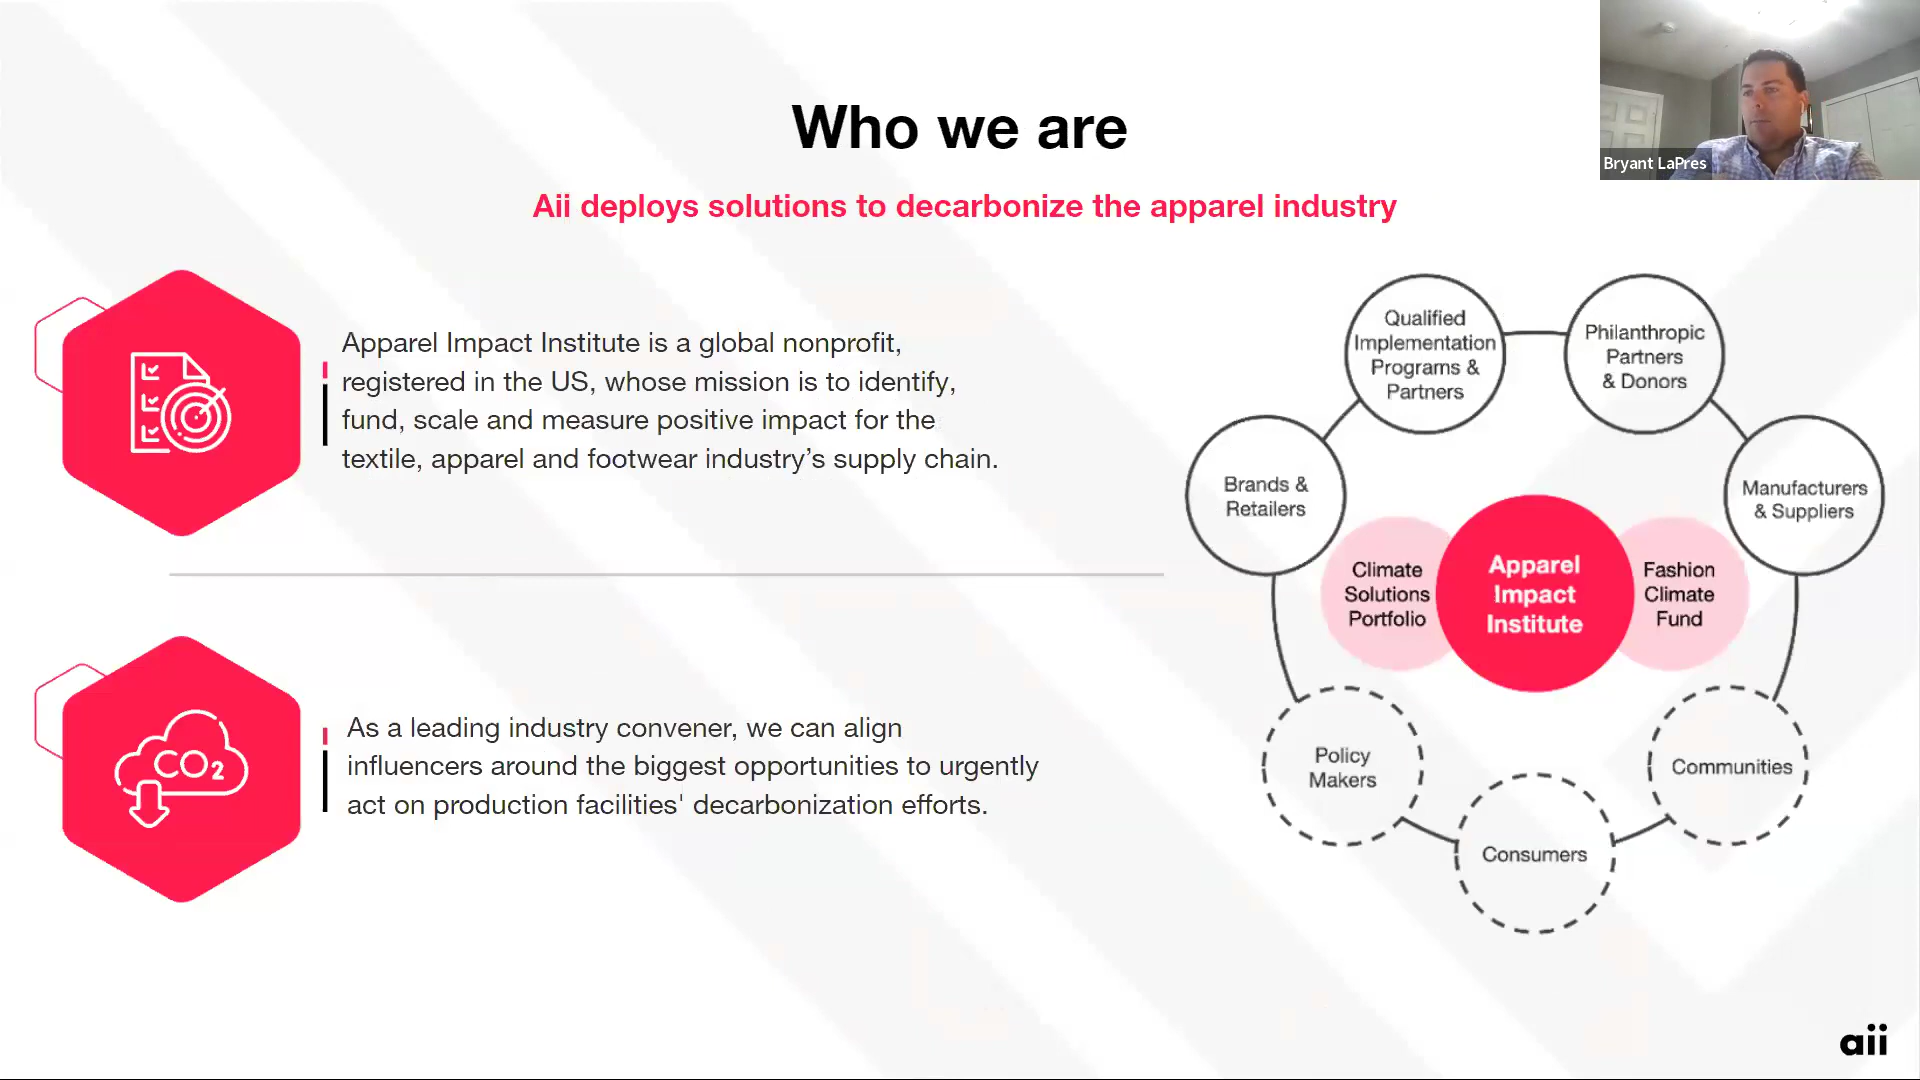 Who we are
Aii deploys solutions to decarbonize the apparel industry
Bryant LaPres
Apparel Impact Institute is a global nonprofit,
registered in the US, whose mission is to identify,
fund, scale and measure positive impact for the
textile, apparel and footwear industry’s supply chain.
CO2
As a leading industry convener, we can align
influencers around the biggest opportunities to urgently
act on production facilities' decarbonization efforts.
Qualified
Implementation
Programs &
Partners
Philanthropic
Partners
& Donors
Brands &
Retailers
Manufacturers
& Suppliers
Climate
Solutions
Portfolio
Apparel
Impact
Institute
Fashion
Climate
Fund
Policy
Makers
Consumers
Communities
aii